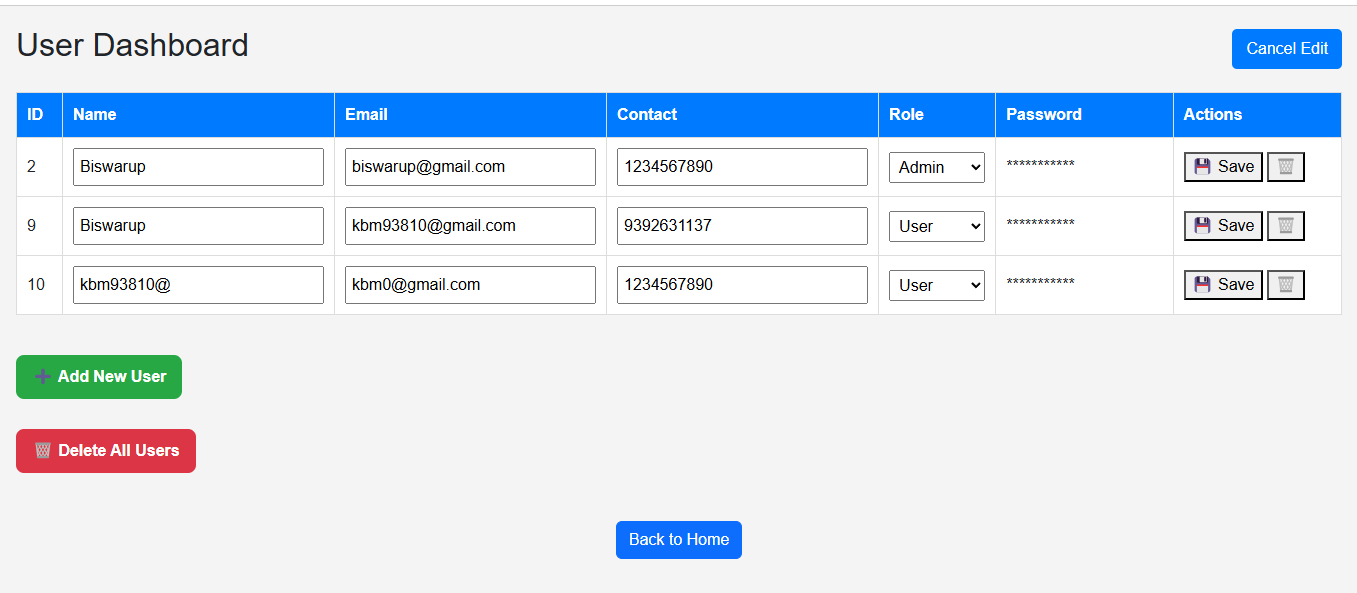 User Dashboard
Cancel Edit
ID Name Email Contact Role Password Actions
2 Biswarup biswarup@gmail.com 1234567890 Admin *********** Save
9 Biswarup kbm93810@gmail.com 9392631137 User *********** Save
10 kbm93810@ kbm0@gmail.com 1234567890 User *********** Save
Add New User
Delete All Users
Back to Home